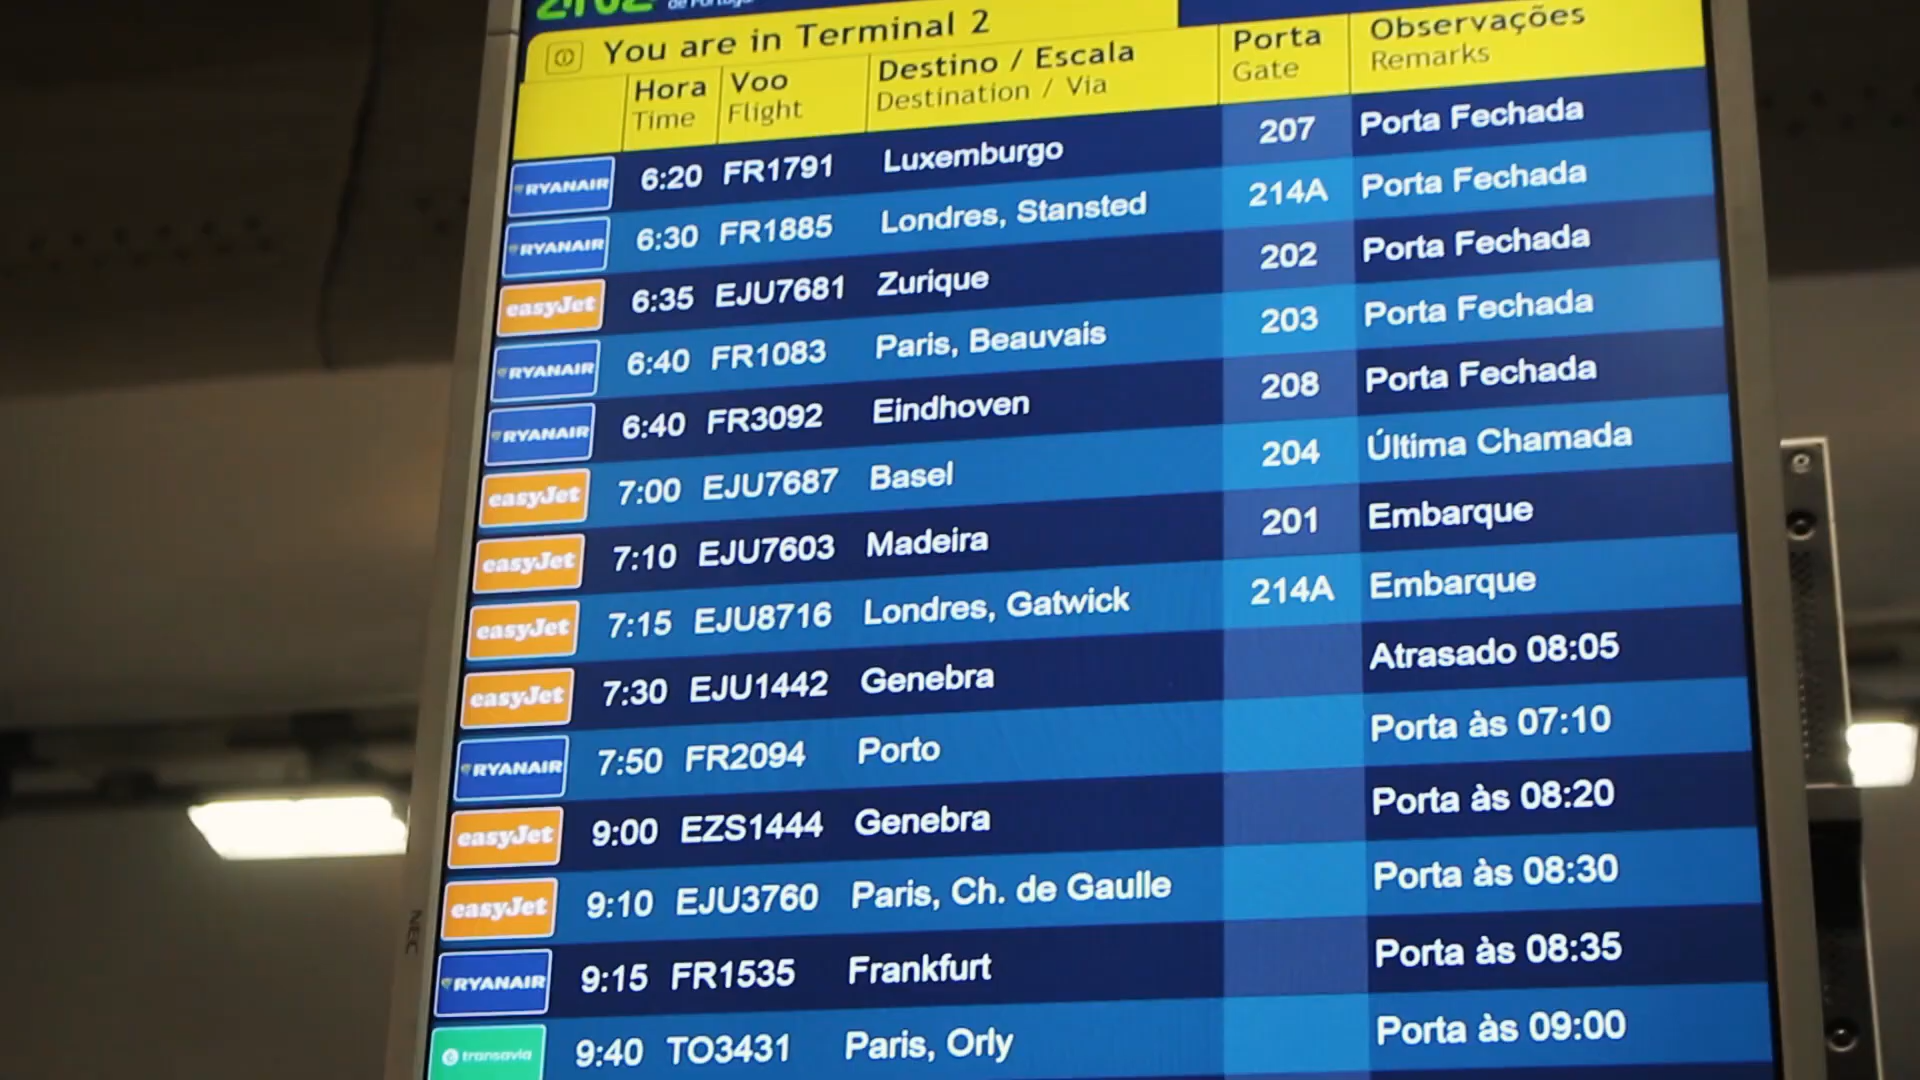 You are in Terminal 2
Hora Voo Destino / Escala Porta Observações
Time Flight Destination / Via Gate Remarks
RYANAIR 6:20 FR1791 Luxemburgo 207 Porta Fechada
RYANAIR 6:30 FR1885 Londres, Stansted 214A Porta Fechada
easyJet 6:35 EJU7681 Zurique 202 Porta Fechada
RYANAIR 6:40 FR1083 Paris, Beauvais 203 Porta Fechada
RYANAIR 6:40 FR3092 Eindhoven 208 Porta Fechada
easyJet 7:00 EJU7687 Basel 204 Última Chamada
easyJet 7:10 EJU7603 Madeira 201 Embarque
easyJet 7:15 EJU8716 Londres, Gatwick 214A Embarque
easyJet 7:30 EJU1442 Genebra Atrasado 08:05
RYANAIR 7:50 FR2094 Porto Porta às 07:10
easyJet 9:00 EZS1444 Genebra Porta às 08:20
easyJet 9:10 EJU3760 Paris, Ch. de Gaulle Porta às 08:30
RYANAIR 9:15 FR1535 Frankfurt Porta às 08:35
transavia 9:40 TO3431 Paris, Orly Porta às 09:00
NEC